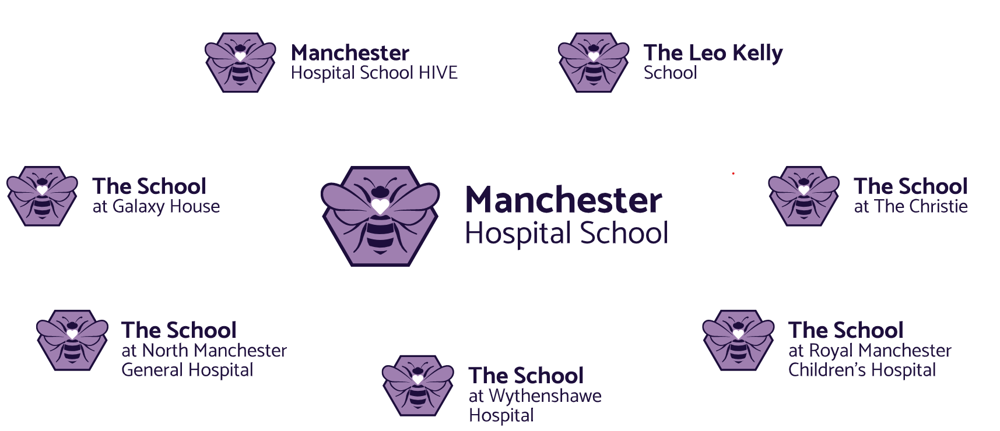 Manchester
Hospital School HIVE
The Leo Kelly
School
The School
at Galaxy House
Manchester
Hospital School
The School
at The Christie
The School
at North Manchester
General Hospital
The School
at Wythenshawe
Hospital
The School
at Royal Manchester
Children’s Hospital